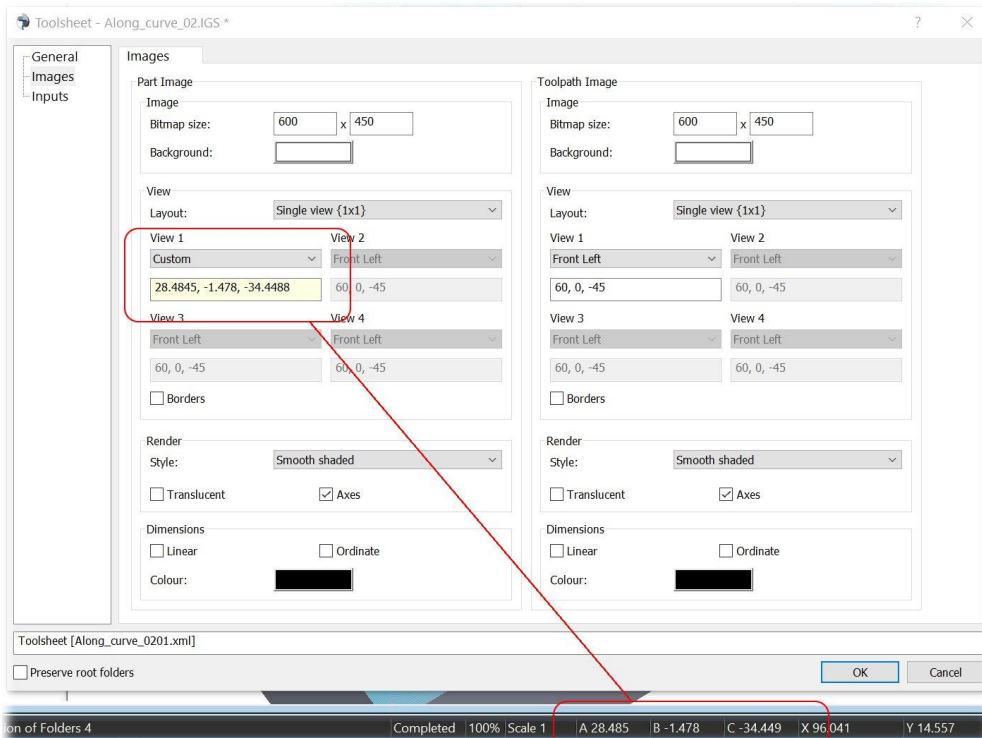 Toolsheet - Along_curve_02.IGS *
? ×
General
Images
Inputs
Images
Part Image
Image
Bitmap size: 600 x 450
Background:
View
Layout: Single view {1x1}
View 1 View 2
Custom Front Left
28.4845, -1.478, -34.4488 60, 0, -45
View 3 View 4
Front Left Front Left
60, 0, -45 60, 0, -45
Borders
Render
Style: Smooth shaded
Translucent Axes
Dimensions
Linear Ordinate
Colour:
Toolpath Image
Image
Bitmap size: 600 x 450
Background:
View
Layout: Single view {1x1}
View 1 View 2
Front Left Front Left
60, 0, -45 60, 0, -45
View 3 View 4
Front Left Front Left
60, 0, -45 60, 0, -45
Borders
Render
Style: Smooth shaded
Translucent Axes
Dimensions
Linear Ordinate
Colour:
Toolsheet [Along_curve_0201.xml]
Preserve root folders
OK Cancel
on of Folders 4 Completed 100% Scale 1 A 28.485 B -1.478 C -34.449 X 96.041 Y 14.557